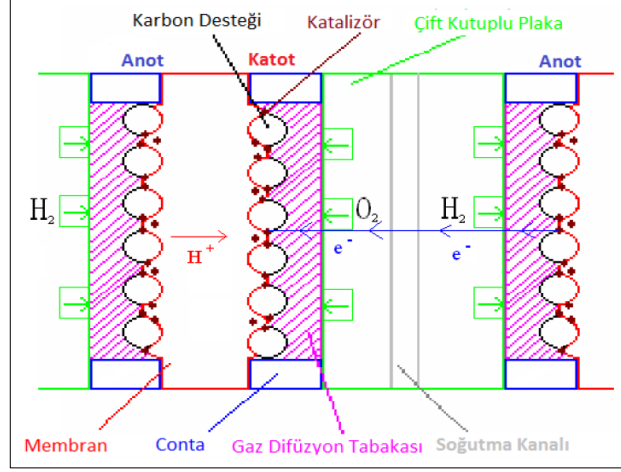 Karbon Desteği
Katalizör
Çift Kutuplu Plaka
Anot
Katot
Anot
H₂
H⁺
O₂
H₂
e⁻
e⁻
Membran
Conta
Gaz Difüzyon Tabakası
Soğutma Kanalı